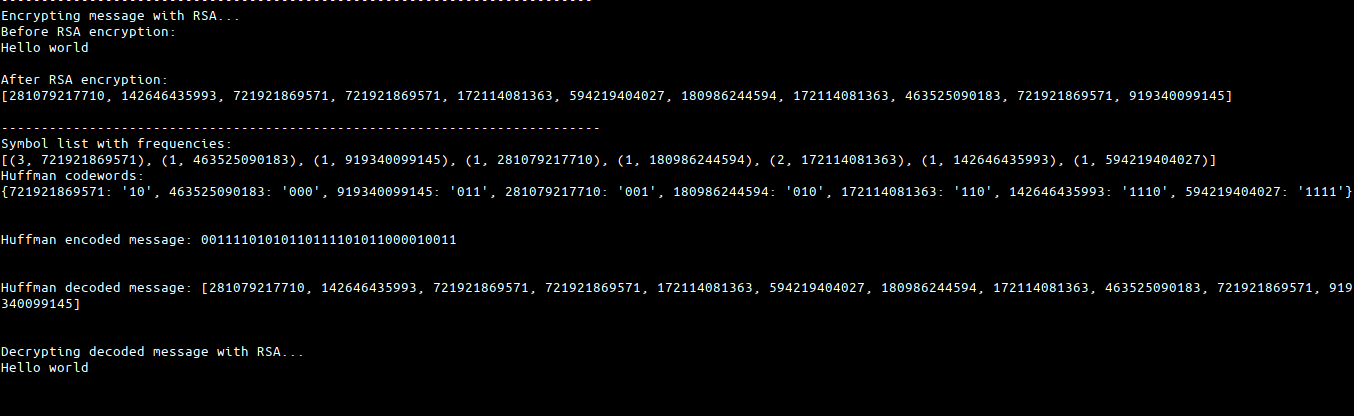 --------------------------------------------------------------------------
Encrypting message with RSA...
Before RSA encryption:
Hello world
After RSA encryption:
[281079217710, 142646435993, 721921869571, 721921869571, 172114081363, 594219404027, 180986244594, 172114081363, 463525090183, 721921869571, 919340099145]
---------------------------------------------------------------------------
Symbol list with frequencies:
[(3, 721921869571), (1, 463525090183), (1, 919340099145), (1, 281079217710), (1, 180986244594), (2, 172114081363), (1, 142646435993), (1, 594219404027)]
Huffman codewords:
{721921869571: '10', 463525090183: '000', 919340099145: '011', 281079217710: '001', 180986244594: '010', 172114081363: '110', 142646435993: '1110', 594219404027: '1111'}
Huffman encoded message: 00111101010110111101011000010011
Huffman decoded message: [281079217710, 142646435993, 721921869571, 721921869571, 172114081363, 594219404027, 180986244594, 172114081363, 463525090183, 721921869571, 919
340099145]
Decrypting decoded message with RSA...
Hello world